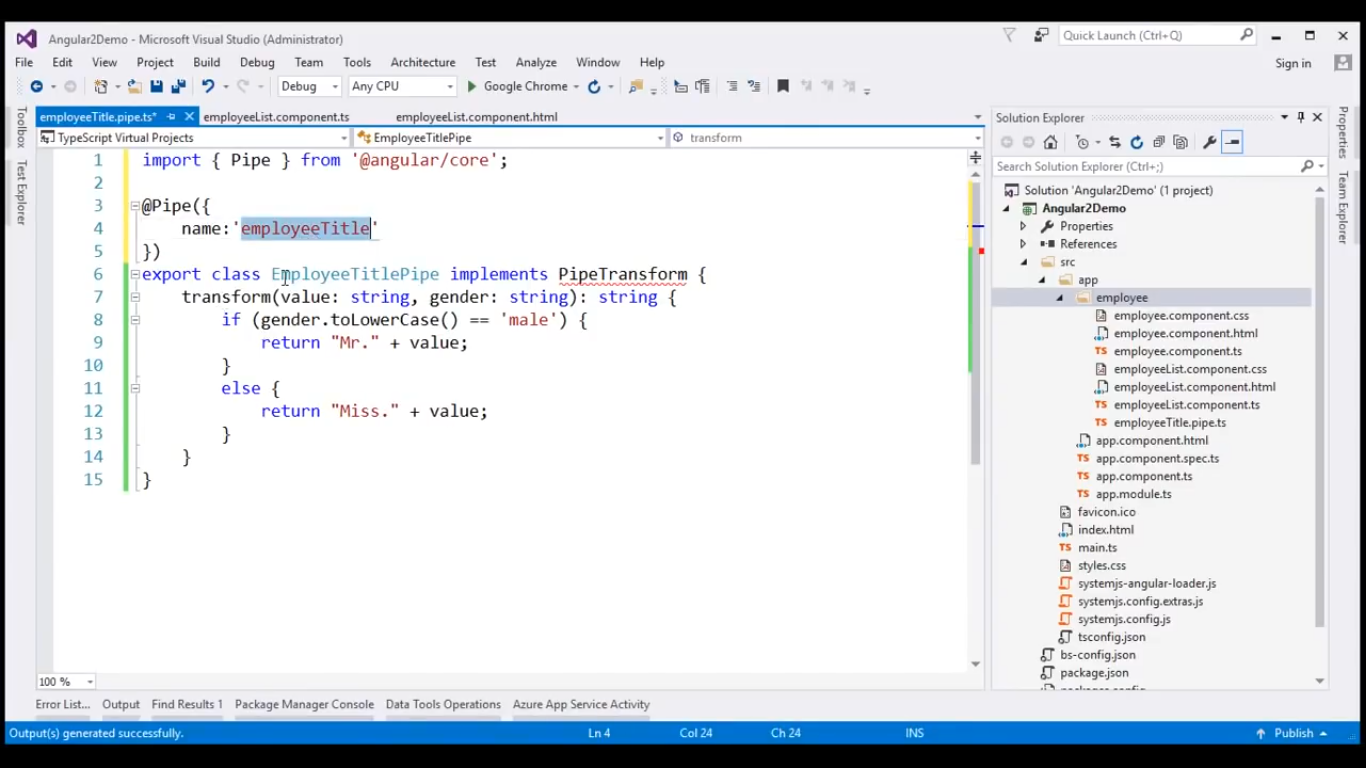 Angular2Demo - Microsoft Visual Studio (Administrator)
Quick Launch (Ctrl+Q)
File Edit View Project Build Debug Team Tools Architecture Test Analyze Window Help
Sign in
Debug Any CPU Google Chrome
Toolbox
Test Explorer
employeeTitle.pipe.ts* employeeList.component.ts employeeList.component.html
TypeScript Virtual Projects EmployeeTitlePipe transform
1 import { Pipe } from '@angular/core';
2
3 @Pipe({
4 name:'employeeTitle'
5 })
6 export class EmployeeTitlePipe implements PipeTransform {
7 transform(value: string, gender: string): string {
8 if (gender.toLowerCase() == 'male') {
9 return "Mr." + value;
10 }
11 else {
12 return "Miss." + value;
13 }
14 }
15 }
100 %
Solution Explorer
Search Solution Explorer (Ctrl+;)
Solution 'Angular2Demo' (1 project)
Angular2Demo
Properties
References
src
app
employee
employee.component.css
employee.component.html
TS employee.component.ts
employeeList.component.css
employeeList.component.html
TS employeeList.component.ts
TS employeeTitle.pipe.ts
app.component.html
TS app.component.spec.ts
TS app.component.ts
TS app.module.ts
favicon.ico
index.html
TS main.ts
styles.css
systemjs-angular-loader.js
systemjs.config.extras.js
systemjs.config.js
tsconfig.json
bs-config.json
package.json
Properties
Team Explorer
Error List... Output Find Results 1 Package Manager Console Data Tools Operations Azure App Service Activity
Output(s) generated successfully. Ln 4 Col 24 Ch 24 INS Publish